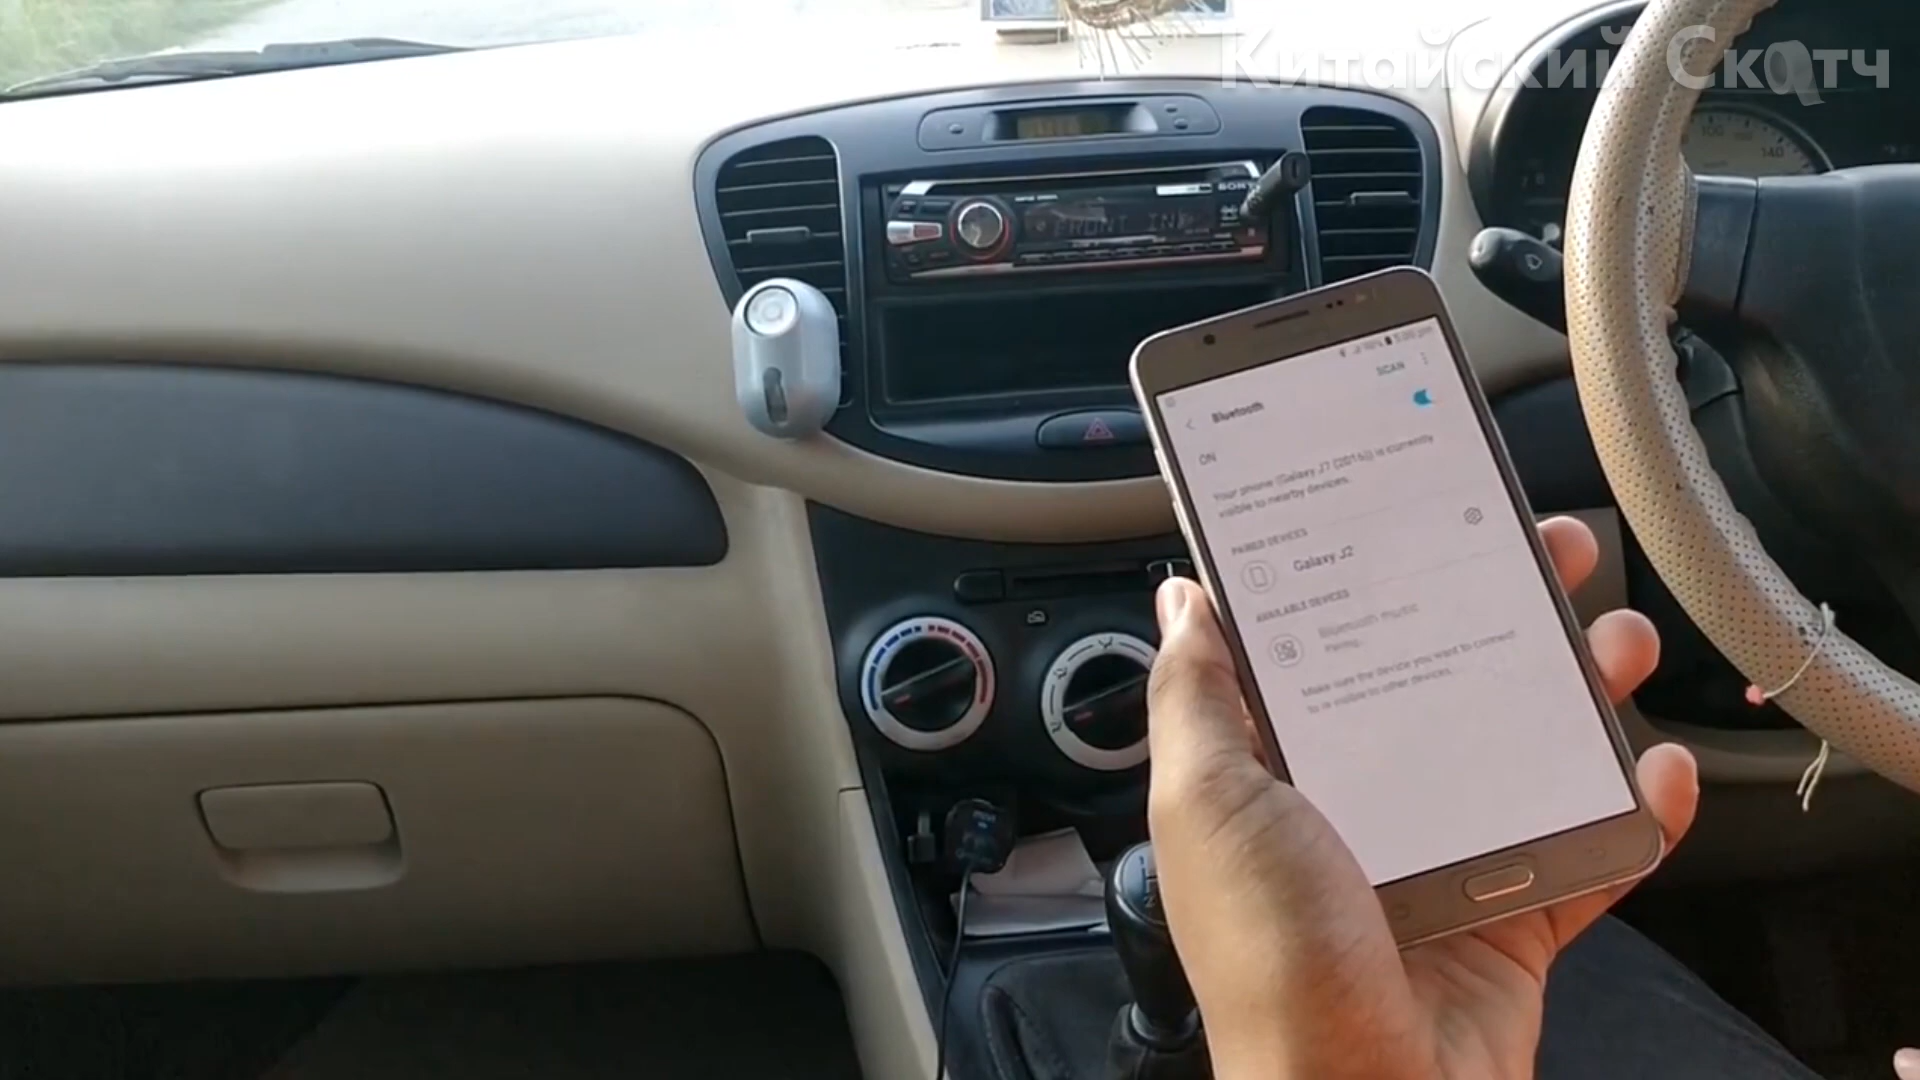 Китайский Скотч
SONY
FRONT IN
100
140
SCAN
Bluetooth
ON
Your phone (Galaxy J7 (2016)) is currently
visible to nearby devices.
PAIRED DEVICES
Galaxy J2
AVAILABLE DEVICES
Bluetooth music
Pairing...
Make sure the device you want to connect
to is visible to other devices.